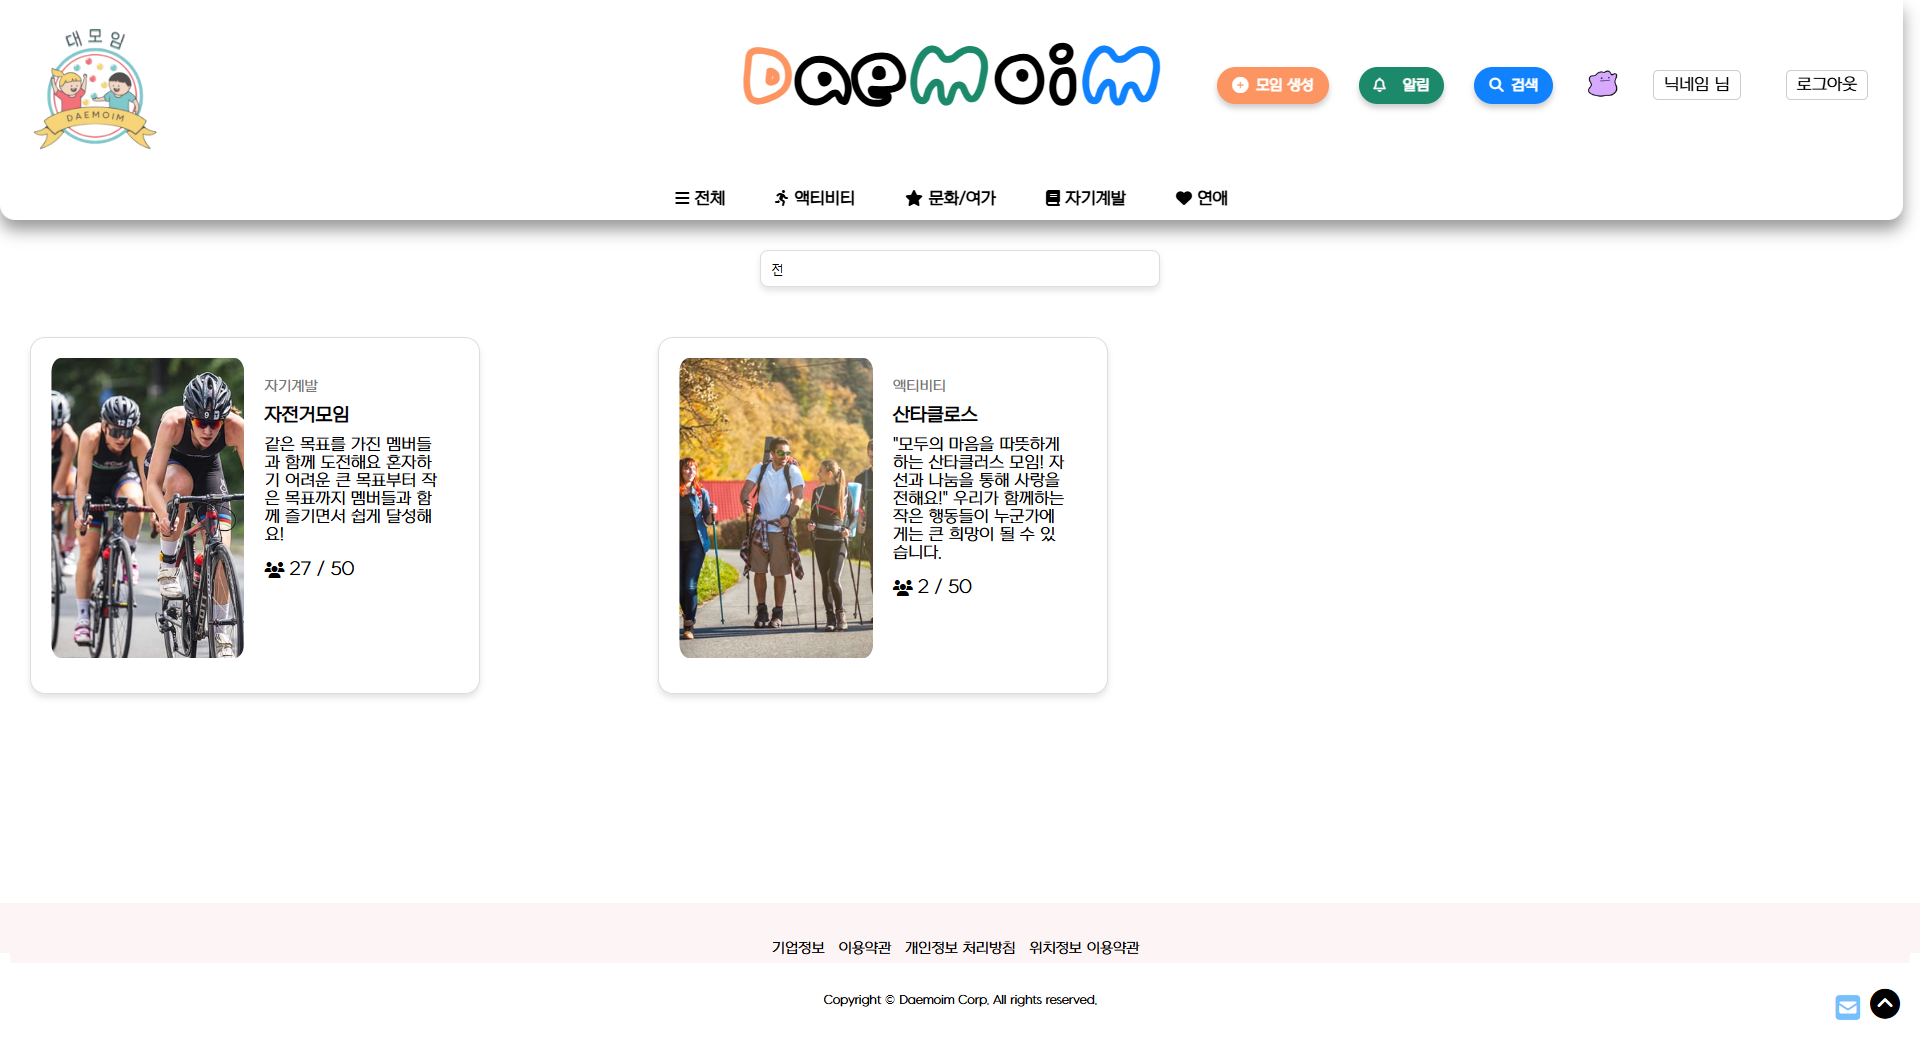 대모임
DAEMOIM
Daemoim
모임 생성
알림
검색
닉네임 님
로그아웃
전체
액티비티
문화/여가
자기계발
연애
전
자기계발
자전거모임
같은 목표를 가진 멤버들
과 함께 도전해요 혼자하
기 어려운 큰 목표부터 작
은 목표까지 멤버들과 함
께 즐기면서 쉽게 달성해
요!
27 / 50
액티비티
산타클로스
"모두의 마음을 따뜻하게
하는 산타클러스 모임! 자
선과 나눔을 통해 사랑을
전해요!" 우리가 함께하는
작은 행동들이 누군가에
게는 큰 희망이 될 수 있
습니다.
2 / 50
기업정보 이용약관 개인정보 처리방침 위치정보 이용약관
Copyright © Daemoim Corp. All rights reserved.